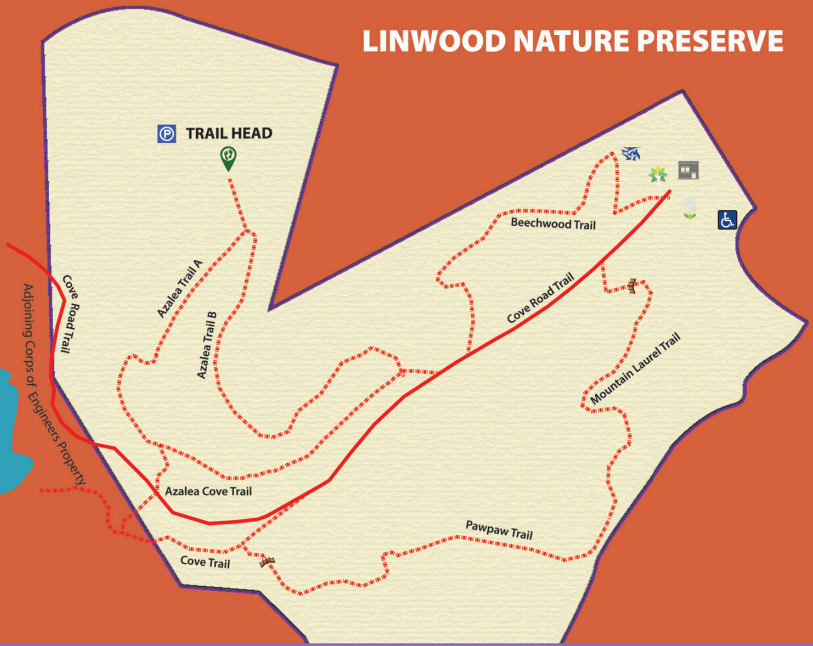 LINWOOD NATURE PRESERVE
P
TRAIL HEAD
Beechwood Trail
Azalea Trail A
Cove Road Trail
Cove Road Trail
Azalea Trail B
Adjoining Corps of Engineers Property
Mountain Laurel Trail
Azalea Cove Trail
Pawpaw Trail
Cove Trail